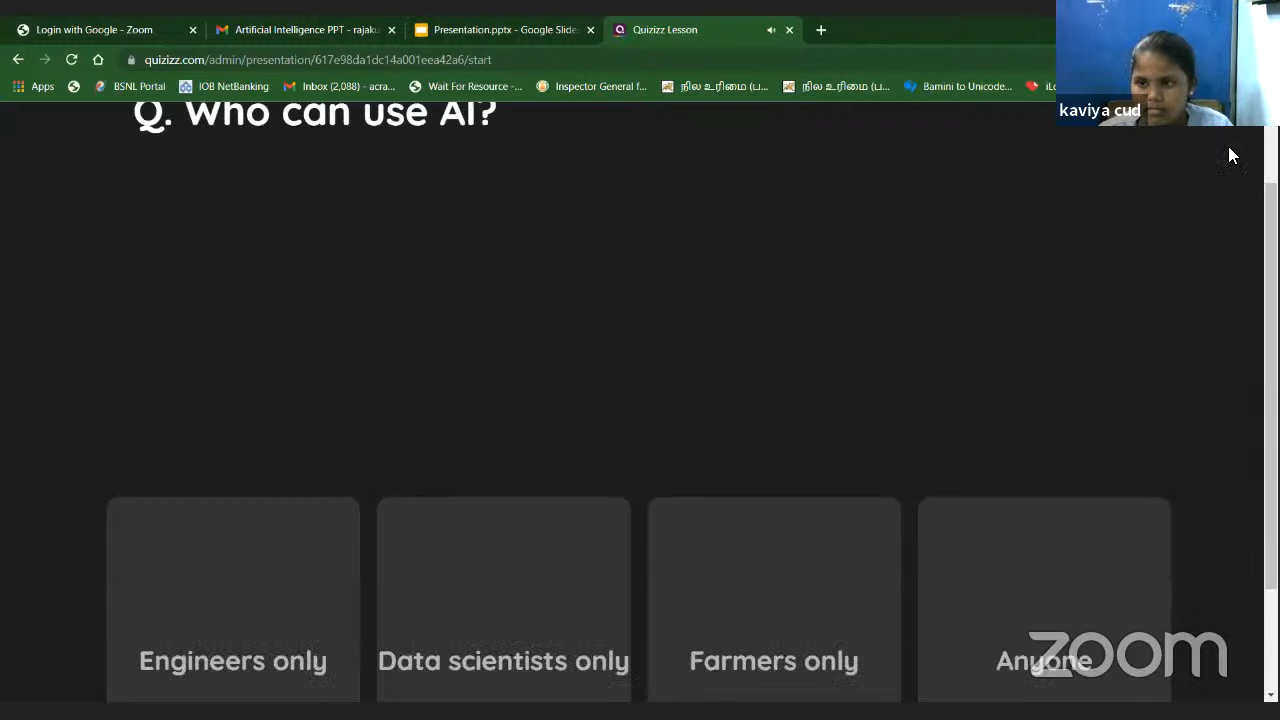 Login with Google - Zoom
Artificial Intelligence PPT - rajaku
Presentation.pptx - Google Slide
Quizizz Lesson
quizizz.com/admin/presentation/617e98da1dc14a001eea42a6/start
Apps
BSNL Portal
IOB NetBanking
Inbox (2,088) - acra...
Wait For Resource -...
Inspector General f...
நில உரிமை (ப...
நில உரிமை (ப...
Bamini to Unicode...
iLo
kaviya cud
Q. Who can use AI?
Engineers only
Data scientists only
Farmers only
Anyone
zoom